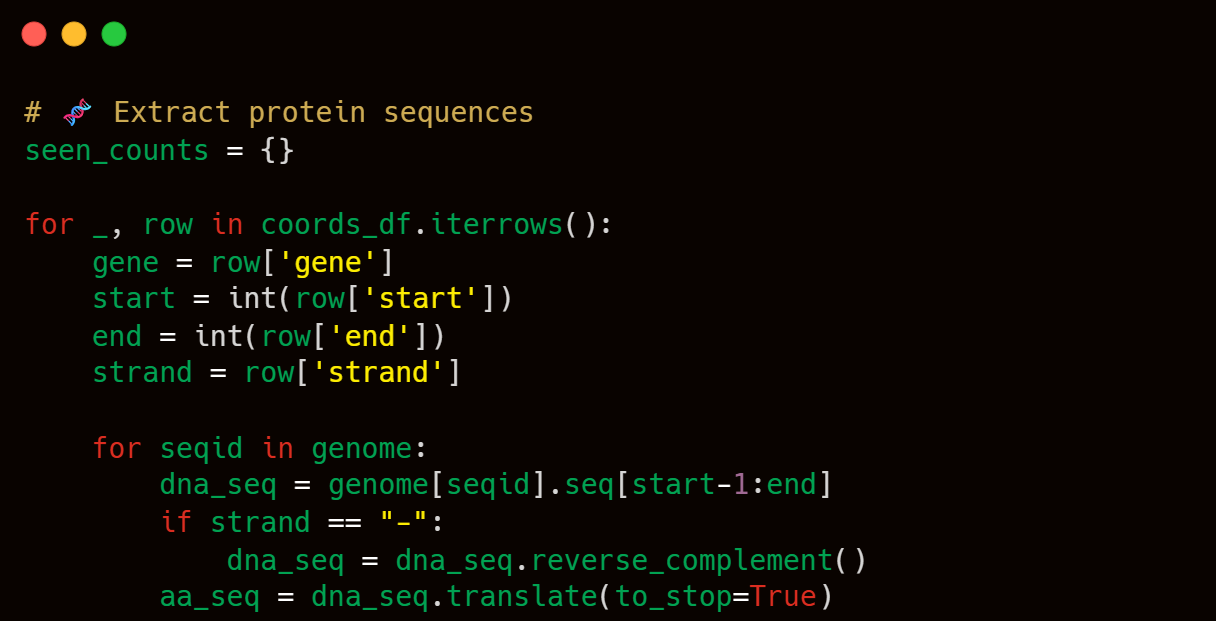 # 🧬 Extract protein sequences
seen_counts = {}
for _, row in coords_df.iterrows():
    gene = row['gene']
    start = int(row['start'])
    end = int(row['end'])
    strand = row['strand']
    for seqid in genome:
        dna_seq = genome[seqid].seq[start-1:end]
        if strand == "-":
            dna_seq = dna_seq.reverse_complement()
        aa_seq = dna_seq.translate(to_stop=True)